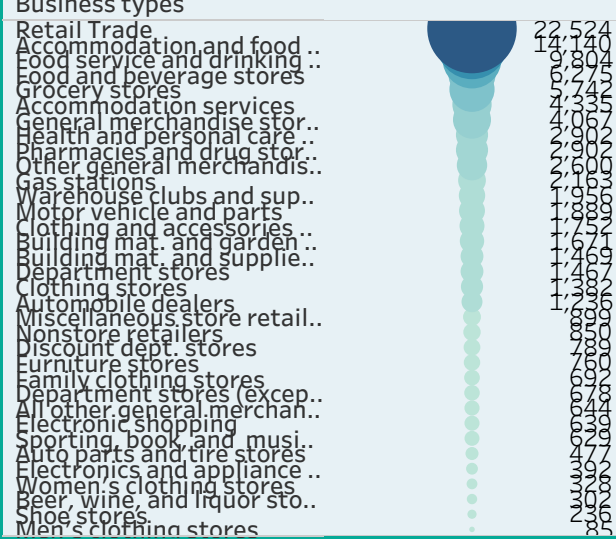 Business types
Retail Trade 22,524
Accommodation and food .. 14,140
Food service and drinking .. 9,804
Food and beverage stores 6,275
Grocery stores 5,742
Accommodation services 4,335
General merchandise stor.. 4,067
Health and personal care .. 2,902
Pharmacies and drug stor.. 2,902
Other general merchandis..
Gas stations 2,163
Warehouse clubs and sup.. 1,956
Motor vehicle and parts 1,889
Clothing and accessories .. 1,752
Building mat. and garden .. 1,671
Building mat. and supplie.. 1,469
Department stores 1,467
Clothing stores 1,382
Automobile dealers 1,236
Miscellaneous store retail.. 899
Nonstore retailers 850
Discount dept. stores 789
Furniture stores 760
Family clothing stores 692
Department stores (excep.. 678
All other general merchan.. 644
Electronic shopping 639
Sporting, book, and musi.. 629
Auto parts and tire stores 477
Electronics and appliance .. 392
Women's clothing stores 328
Beer, wine, and liquor sto.. 302
Shoe stores 236
Men's clothing stores 85